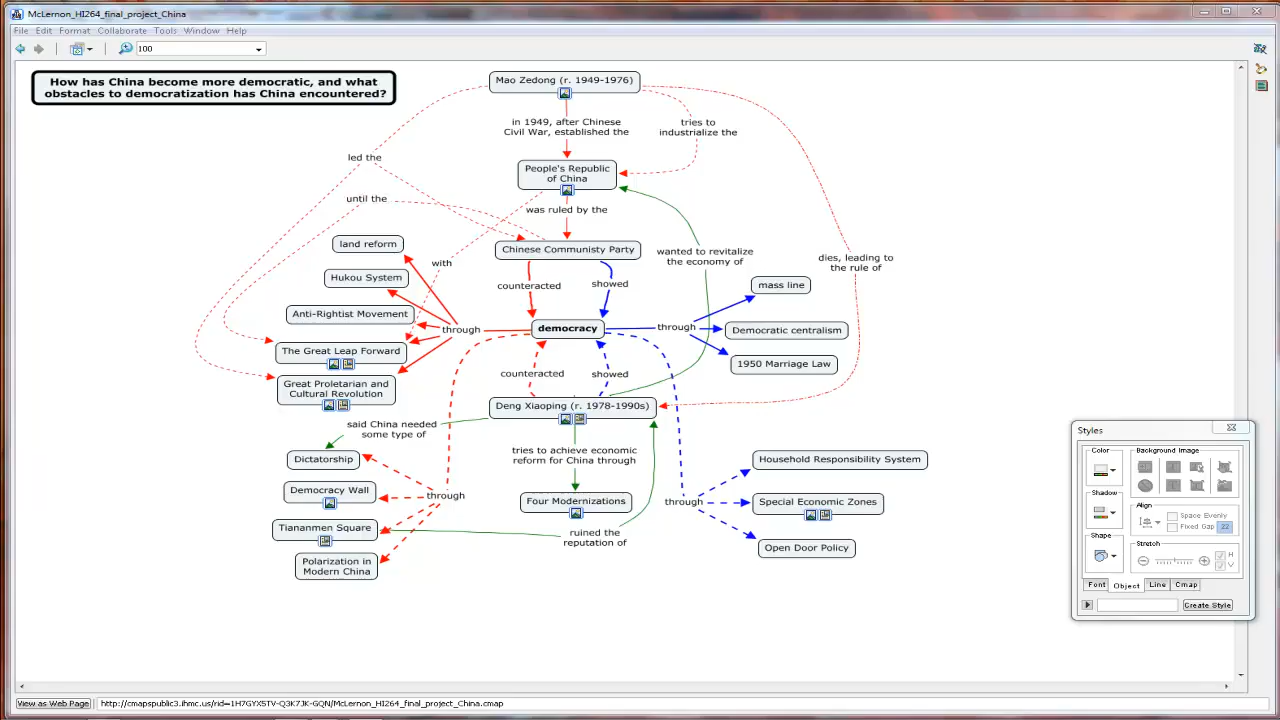 McLernon_HI264_final_project_China
File Edit Format Collaborate Tools Window Help
100
How has China become more democratic, and what
obstacles to democratization has China encountered?
Mao Zedong (r. 1949-1976)
in 1949, after Chinese
Civil War, established the
tries to
industrialize the
led the
People's Republic
of China
until the
was ruled by the
land reform
Chinese Communisty Party
wanted to revitalize
the economy of
dies, leading to
the rule of
with
Hukou System
counteracted
showed
mass line
Anti-Rightist Movement
through
democracy
through
Democratic centralism
The Great Leap Forward
1950 Marriage Law
Great Proletarian and
Cultural Revolution
counteracted
showed
Deng Xiaoping (r. 1978-1990s)
said China needed
some type of
tries to achieve economic
reform for China through
Dictatorship
Household Responsibility System
Democracy Wall
through
Four Modernizations
through
Special Economic Zones
Tiananmen Square
ruined the
reputation of
Open Door Policy
Polarization in
Modern China
Styles
Color
Background Image
Shadow
Align
Space Evenly
Fixed Gap 22
Shape
Stretch
H
V
Font Object Line Cmap
Create Style
View as Web Page
http://cmapspublic3.ihmc.us/rid=1H7GYX5TV-Q3K7JK-GQN/McLernon_HI264_final_project_China.cmap